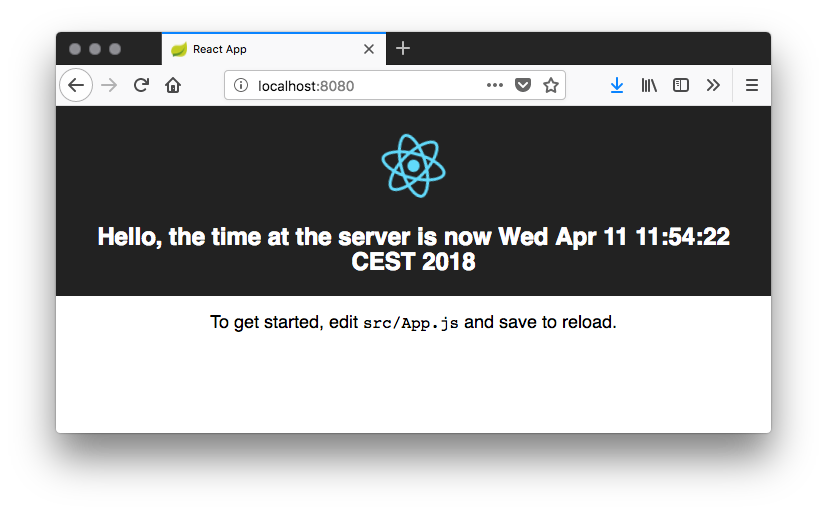 React App
localhost:8080
Hello, the time at the server is now Wed Apr 11 11:54:22
CEST 2018
To get started, edit src/App.js and save to reload.